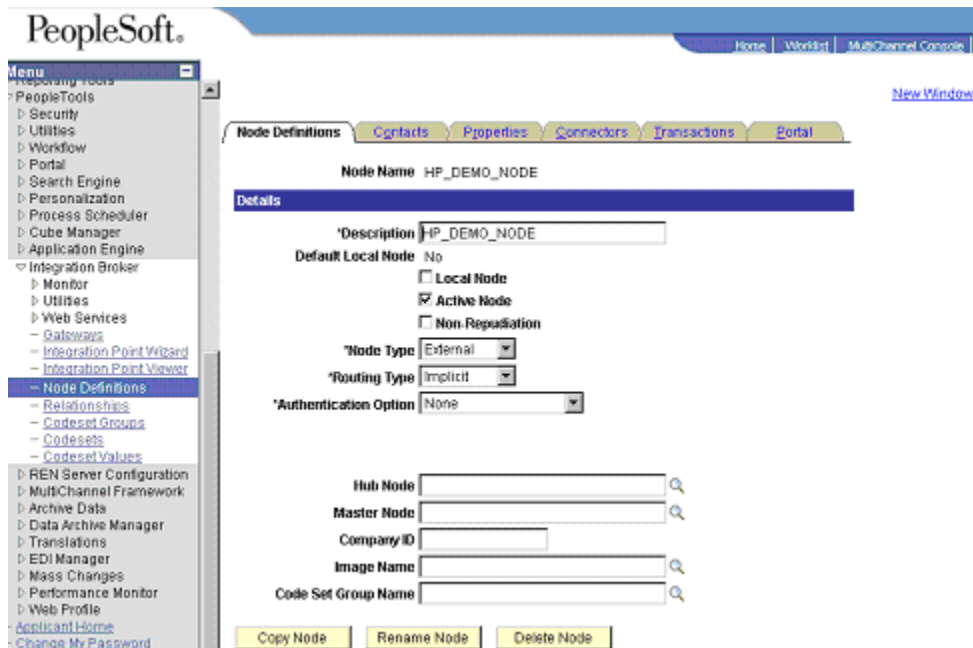 PeopleSoft.
Home Worklist MultiChannel Console
Menu
Reporting Tools
PeopleTools
Security
Utilities
Workflow
Portal
Search Engine
Personalization
Process Scheduler
Cube Manager
Application Engine
Integration Broker
Monitor
Utilities
Web Services
Gateways
Integration Point Wizard
Integration Point Viewer
Node Definitions
Relationships
Codeset Groups
Codesets
Codeset Values
REN Server Configuration
MultiChannel Framework
Archive Data
Data Archive Manager
Translations
EDI Manager
Mass Changes
Performance Monitor
Web Profile
Applicant Home
Change My Password
New Window
Node Definitions Contacts Properties Connectors Transactions Portal
Node Name HP_DEMO_NODE
Details
*Description HP_DEMO_NODE
Default Local Node No
Local Node
Active Node
Non-Repudiation
*Node Type External
*Routing Type Implicit
*Authentication Option None
Hub Node
Master Node
Company ID
Image Name
Code Set Group Name
Copy Node Rename Node Delete Node